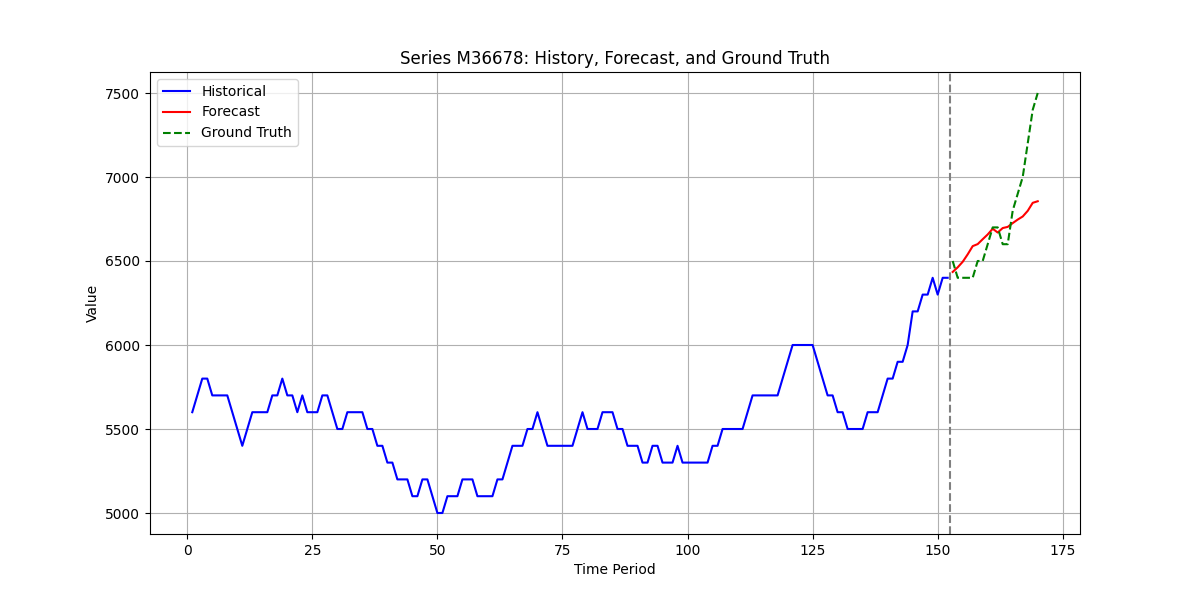 Series M36678: History, Forecast, and Ground Truth
Historical
Forecast
Ground Truth
7500
7000
6500
6000
5500
5000
Value
0 25 50 75 100 125 150 175
Time Period